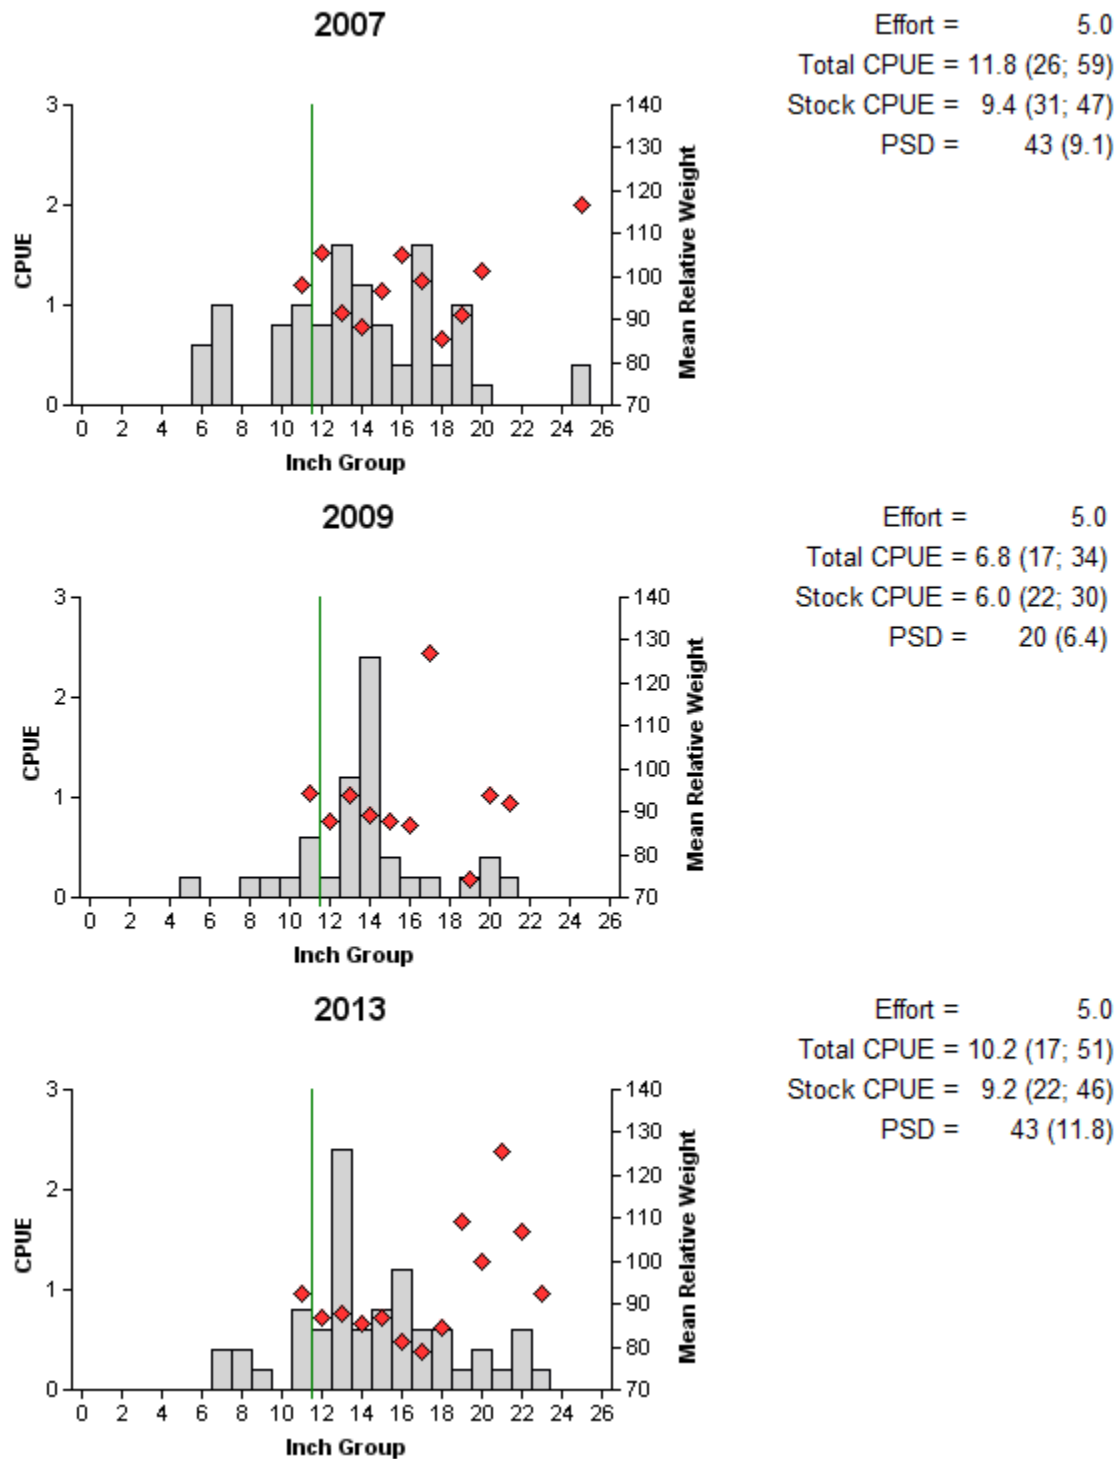 2007
Effort = 5.0
Total CPUE = 11.8 (26; 59)
Stock CPUE = 9.4 (31; 47)
PSD = 43 (9.1)
3
2
1
0
CPUE
140
130
120
110
100
90
80
70
Mean Relative Weight
0 2 4 6 8 10 12 14 16 18 20 22 24 26
Inch Group
2009
Effort = 5.0
Total CPUE = 6.8 (17; 34)
Stock CPUE = 6.0 (22; 30)
PSD = 20 (6.4)
3
2
1
0
CPUE
140
130
120
110
100
90
80
70
Mean Relative Weight
0 2 4 6 8 10 12 14 16 18 20 22 24 26
Inch Group
2013
Effort = 5.0
Total CPUE = 10.2 (17; 51)
Stock CPUE = 9.2 (22; 46)
PSD = 43 (11.8)
3
2
1
0
CPUE
140
130
120
110
100
90
80
70
Mean Relative Weight
0 2 4 6 8 10 12 14 16 18 20 22 24 26
Inch Group